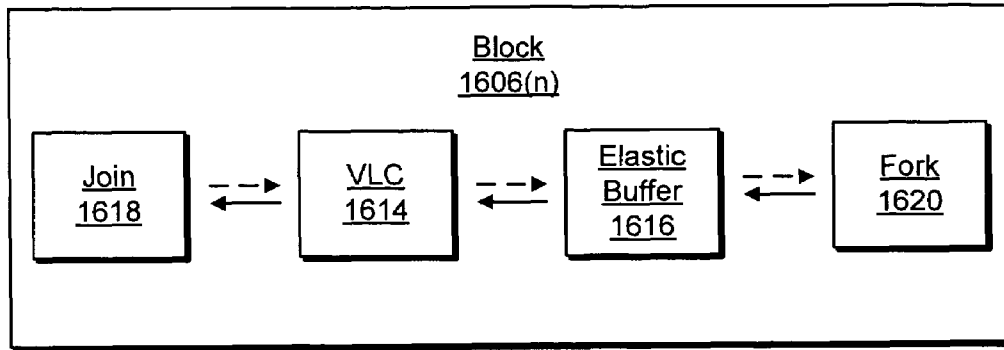 Block
1606(n)
Join
1618
VLC
1614
Elastic
Buffer
1616
Fork
1620